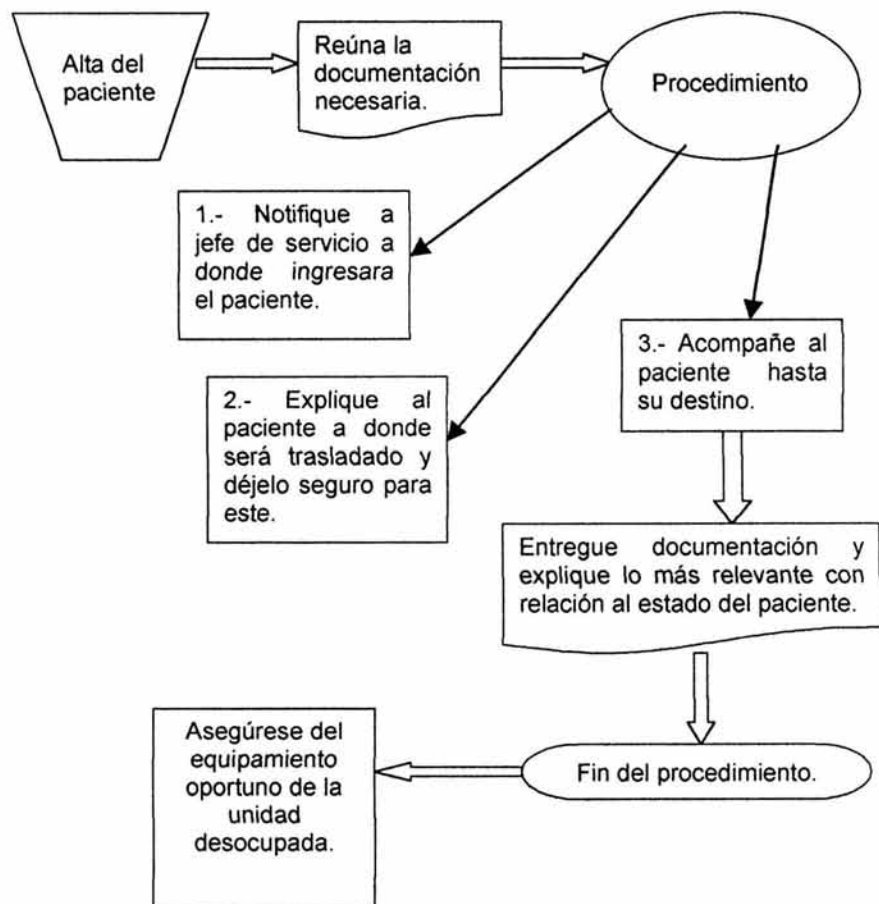 Alta del
paciente
Reúna la
documentación
necesaria.
Procedimiento
1.- Notifique a
jefe de servicio a
donde ingresara
el paciente.
2.- Explique al
paciente a donde
será trasladado y
déjelo seguro para
este.
3.- Acompañe al
paciente hasta
su destino.
Entregue documentación y
explique lo más relevante con
relación al estado del paciente.
Fin del procedimiento.
Asegúrese del
equipamiento
oportuno de la
unidad
desocupada.